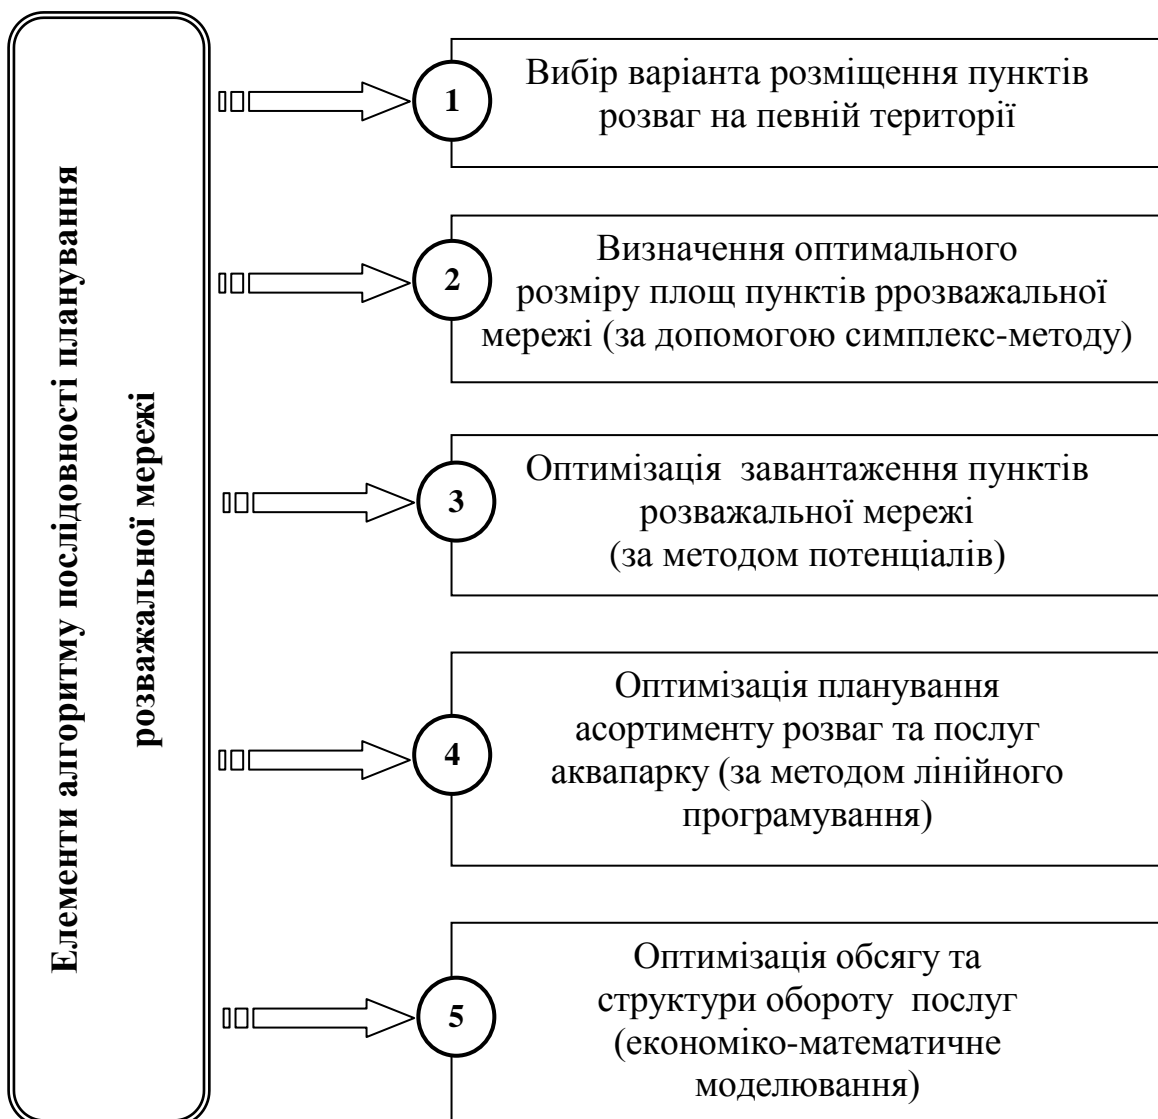 Елементи алгоритму послідовності планування
розважальної мережі
1
Вибір варіанта розміщення пунктів
розваг на певній території
2
Визначення оптимального
розміру площ пунктів ррозважальної
мережі (за допомогою симплекс-методу)
3
Оптимізація завантаження пунктів
розважальної мережі
(за методом потенціалів)
4
Оптимізація планування
асортименту розваг та послуг
аквапарку (за методом лінійного
програмування)
5
Оптимізація обсягу та
структури обороту послуг
(економіко-математичне
моделювання)